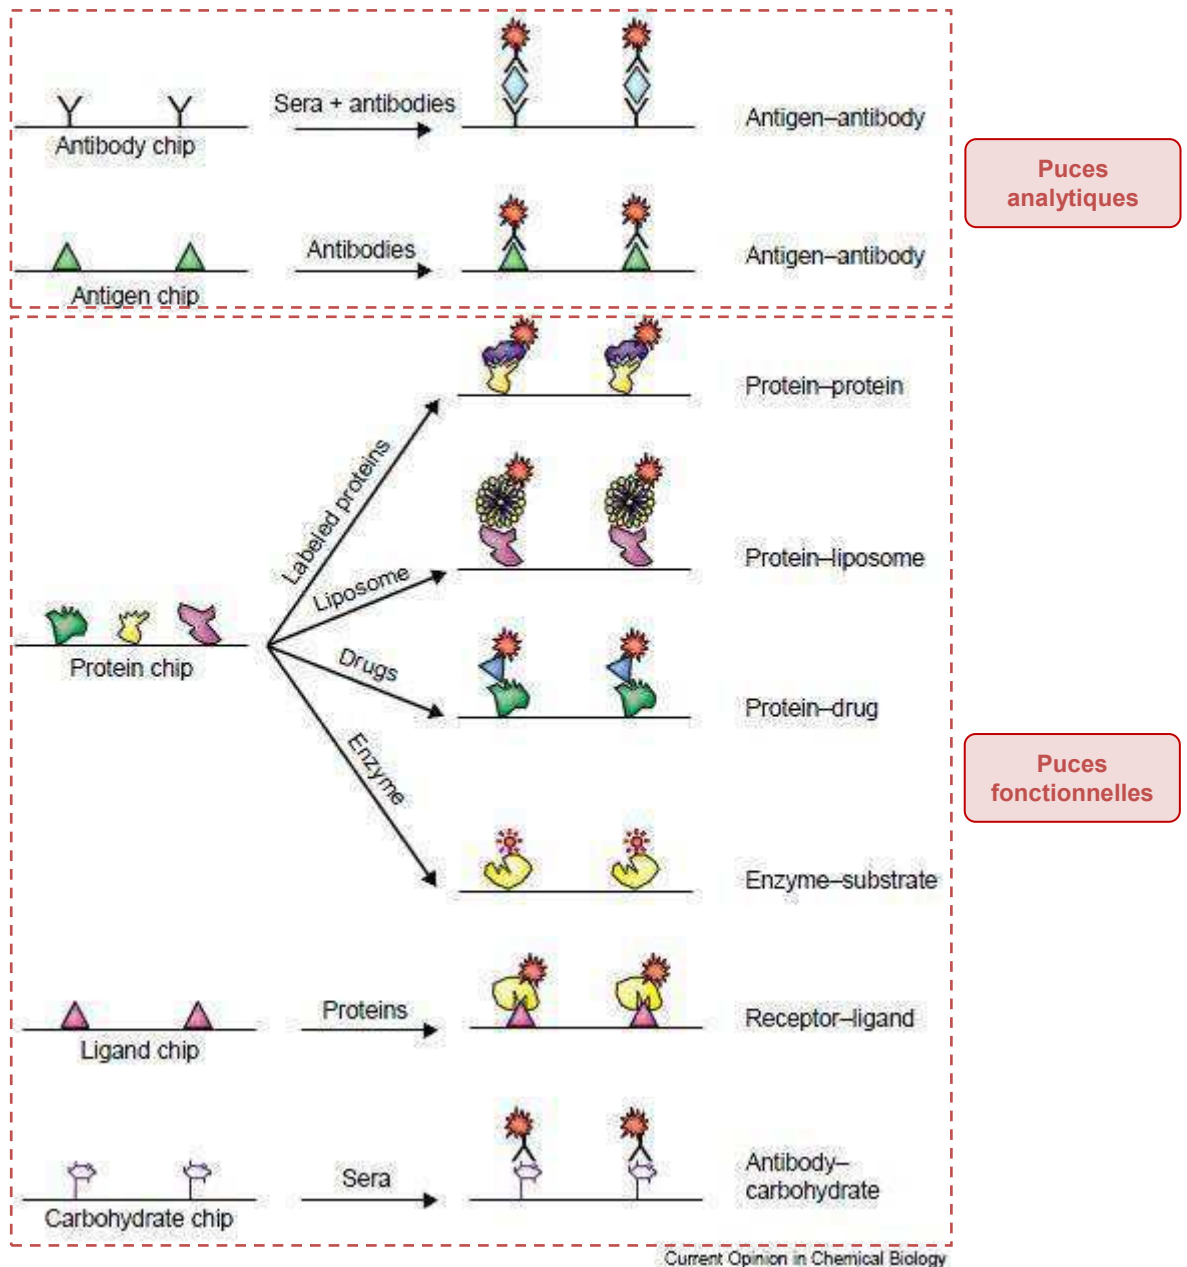 Sera + antibodies
Antibody chip
Antigen–antibody
Puces
analytiques
Antibodies
Antigen chip
Antigen–antibody
Protein–protein
Labeled proteins
Liposome
Protein–liposome
Protein chip
Drugs
Protein–drug
Enzyme
Puces
fonctionnelles
Enzyme–substrate
Proteins
Ligand chip
Receptor–ligand
Sera
Carbohydrate chip
Antibody–
carbohydrate
Current Opinion in Chemical Biology